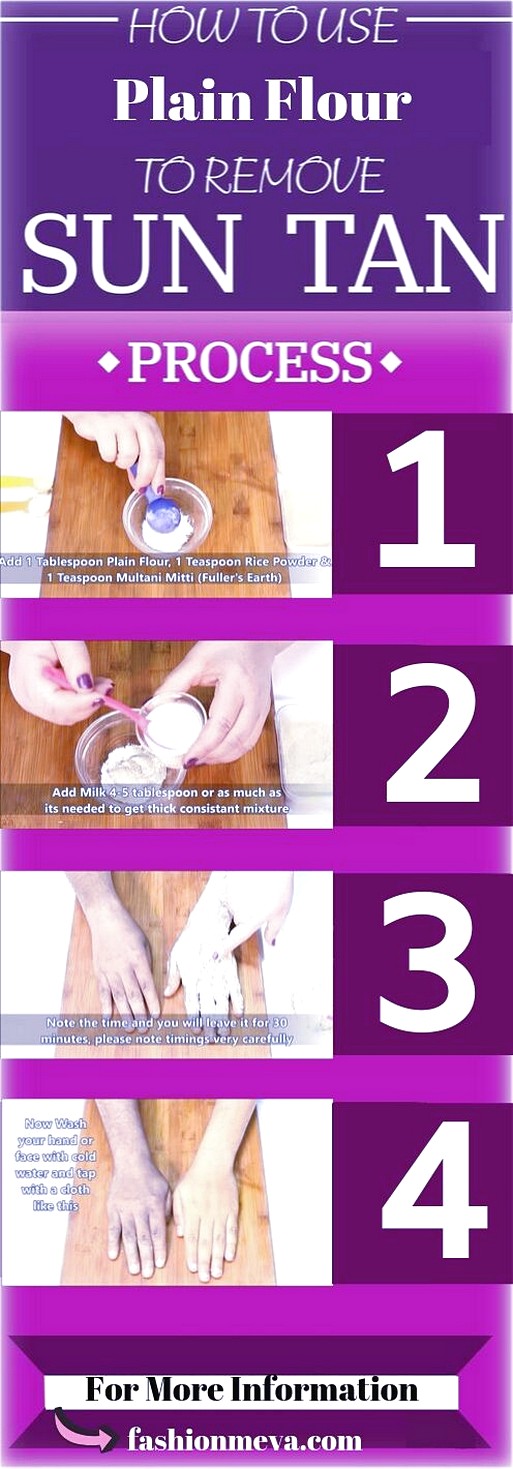 HOW TO USE
Plain Flour
TO REMOVE
SUN TAN
PROCESS
1
Add 1 Tablespoon Plain Flour, 1 Teaspoon Rice Powder &
1 Teaspoon Multani Mitti (Fuller's Earth)
2
Add Milk 4-5 tablespoon or as much as
its needed to get thick consistant mixture
3
Note the time and you will leave it for 30
minutes, please note timings very carefully
4
Now Wash
your hand or
face with cold
water and tap
with a cloth
like this
For More Information
fashionmeva.com